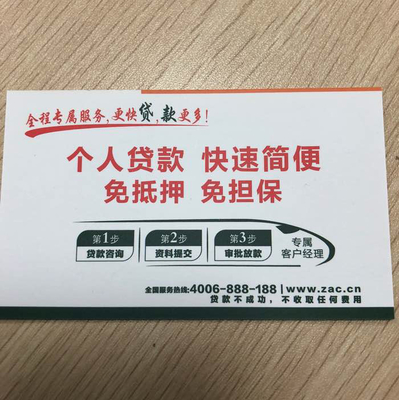 全程专属服务,更快贷,款更多!
个人贷款 快速简便
免抵押 免担保
第1步 第2步 第3步 专属
贷款咨询 资料提交 审批放款 客户经理
全国服务热线:4006-888-188 | www.zac.cn
贷款不成功，不收取任何费用